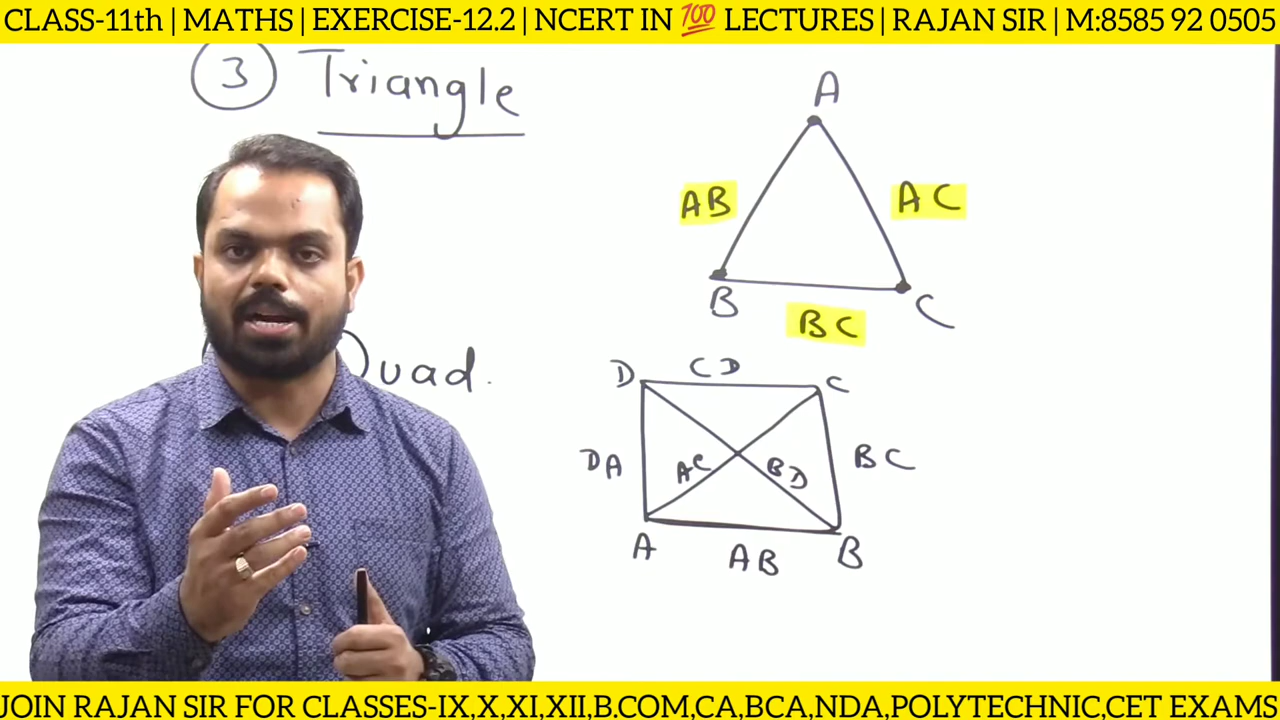 CLASS-11th | MATHS | EXERCISE-12.2 | NCERT IN 💯 LECTURES | RAJAN SIR | M:8585 92 0505
3 Triangle
A
AB
AC
B
C
BC
Quad.
D
CD
C
DA
AC
BD
BC
A
AB
B
JOIN RAJAN SIR FOR CLASSES-IX,X,XI,XII,B.COM,CA,BCA,NDA,POLYTECHNIC,CET EXAMS